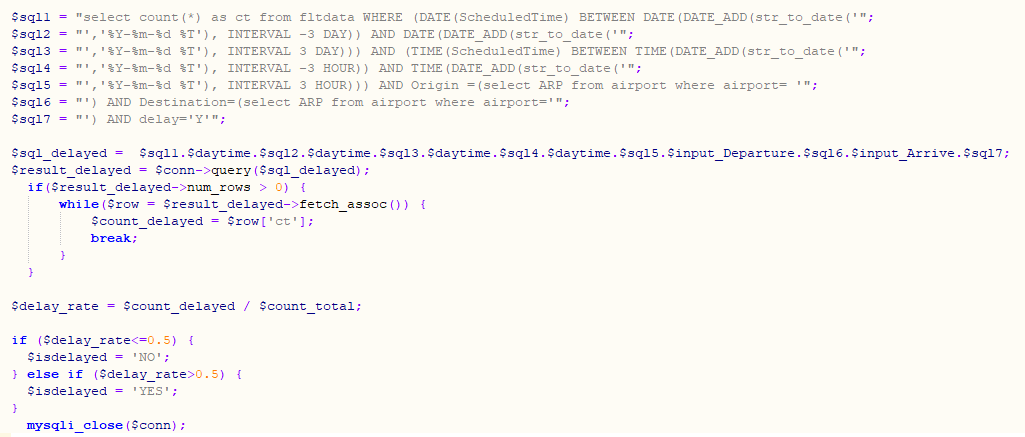 $sql1 = "select count(*) as ct from fltdata WHERE (DATE(ScheduledTime) BETWEEN DATE(DATE_ADD(str_to_date('";
$sql2 = "','%Y-%m-%d %T'), INTERVAL -3 DAY)) AND DATE(DATE_ADD(str_to_date('";
$sql3 = "','%Y-%m-%d %T'), INTERVAL 3 DAY))) AND (TIME(ScheduledTime) BETWEEN TIME(DATE_ADD(str_to_date('";
$sql4 = "','%Y-%m-%d %T'), INTERVAL -3 HOUR)) AND TIME(DATE_ADD(str_to_date('";
$sql5 = "','%Y-%m-%d %T'), INTERVAL 3 HOUR))) AND Origin =(select ARP from airport where airport= '";
$sql6 = "') AND Destination=(select ARP from airport where airport='";
$sql7 = "') AND delay='Y'";
$sql_delayed =  $sql1.$daytime.$sql2.$daytime.$sql3.$daytime.$sql4.$daytime.$sql5.$input_Departure.$sql6.$input_Arrive.$sql7;
$result_delayed = $conn->query($sql_delayed);
if($result_delayed->num_rows > 0) {
while($row = $result_delayed->fetch_assoc()) {
$count_delayed = $row['ct'];
break;
}
}
$delay_rate = $count_delayed / $count_total;
if ($delay_rate<=0.5) {
$isdelayed = 'NO';
} else if ($delay_rate>0.5) {
$isdelayed = 'YES';
}
mysqli_close($conn);